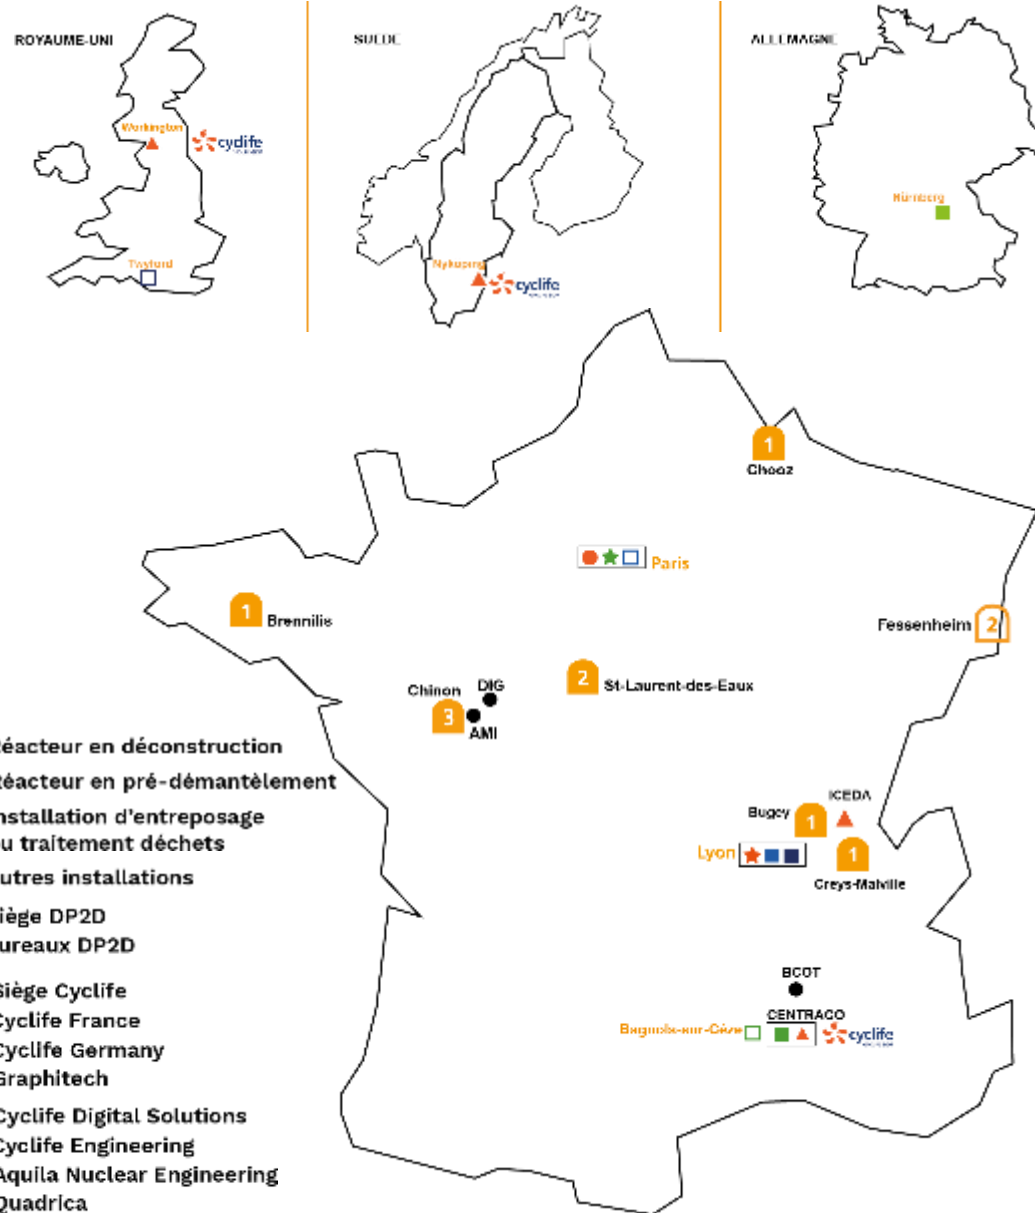 ROYAUME-UNI
SUEDE
ALLEMAGNE
Workington
cyclife
Nürnberg
Twyford
Nykoping
cyclife
1
Chooz
Paris
1
Brennilis
Fessenheim
2
2
St-Laurent-des-Eaux
Chinon
DIG
3
AMI
éacteur en déconstruction
éacteur en pré-démantèlement
nstallation d'entreposage
u traitement déchets
utres installations
iège DP2D
ureaux DP2D
ICEDA
Bugey
1
Lyon
1
Creys-Malville
BCOT
CENTRACO
Bagnols-sur-Cèze
cyclife
Siège Cyclife
Cyclife France
Cyclife Germany
Graphitech
Cyclife Digital Solutions
Cyclife Engineering
Aquila Nuclear Engineering
Quadrica